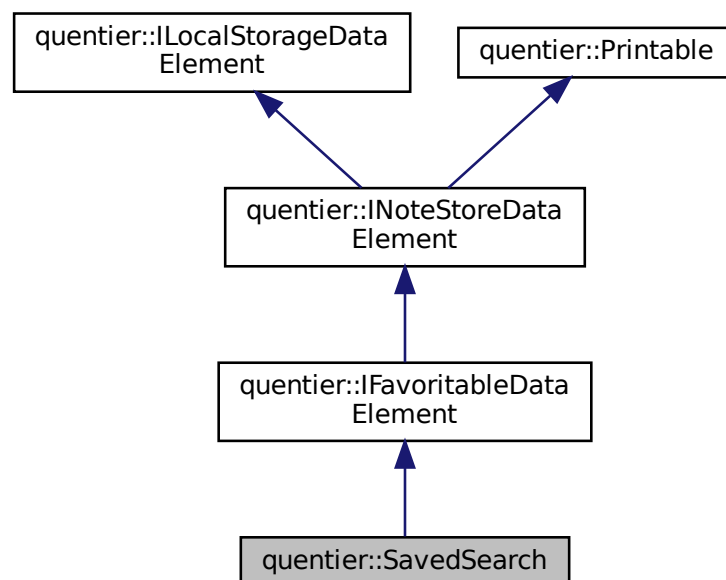 quentier::ILocalStorageData
Element
quentier::Printable
quentier::INoteStoreData
Element
quentier::IFavoritableData
Element
quentier::SavedSearch